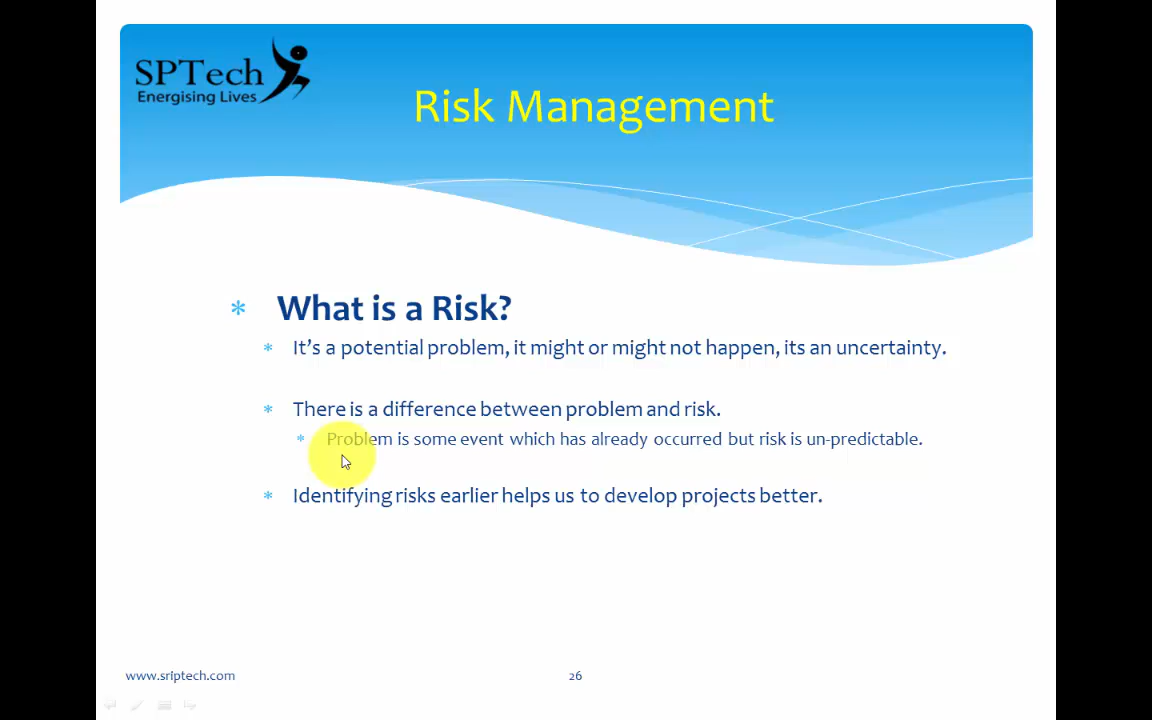 SPTech
Energising Lives
Risk Management
What is a Risk?
It's a potential problem, it might or might not happen, its an uncertainty.
There is a difference between problem and risk.
Problem is some event which has already occurred but risk is un-predictable.
Identifying risks earlier helps us to develop projects better.
www.sriptech.com
26